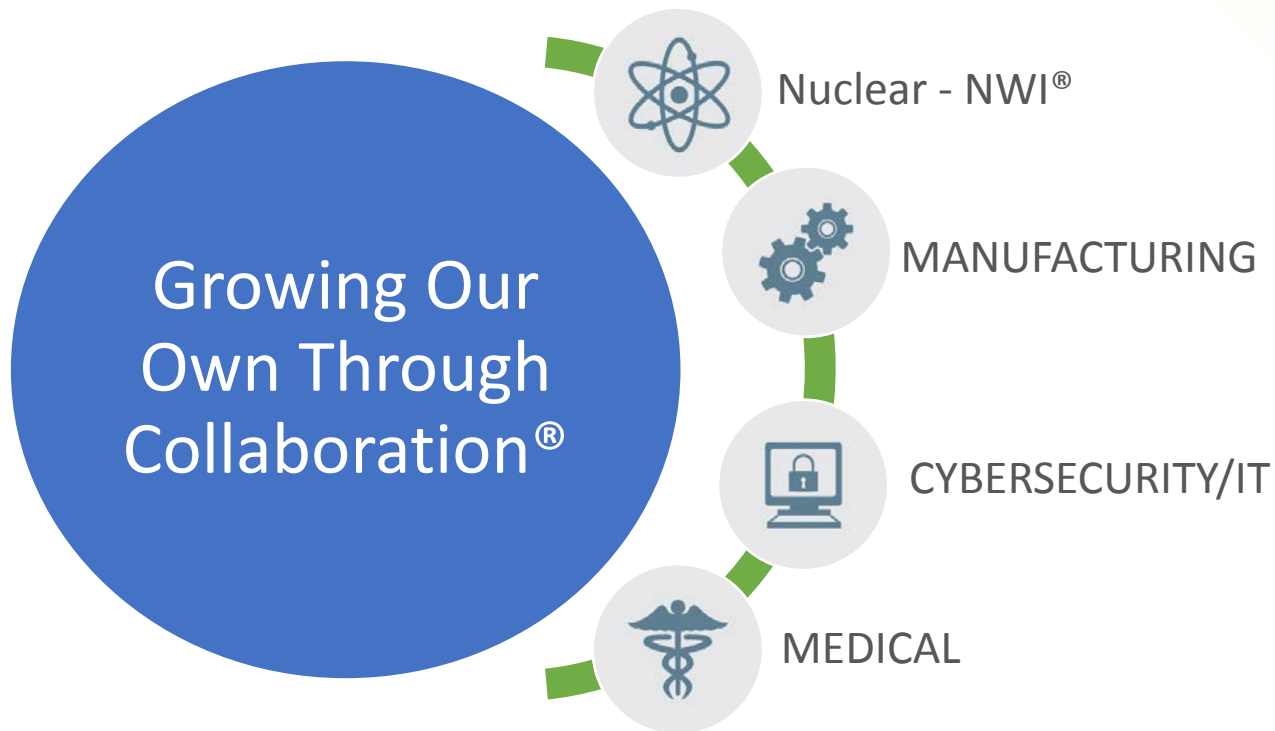 Growing Our
Own Through
Collaboration®
Nuclear - NWI®
MANUFACTURING
CYBERSECURITY/IT
MEDICAL